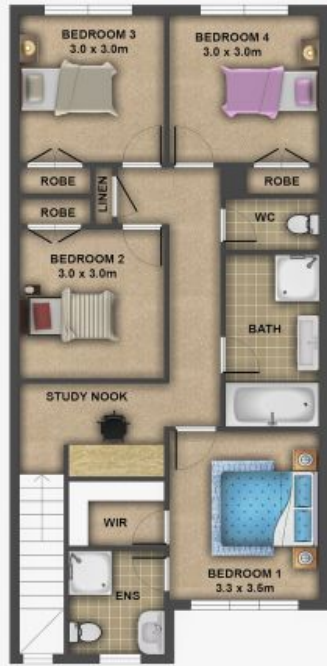 BEDROOM 3
3.0 x 3.0m
BEDROOM 4
3.0 x 3.0m
ROBE
ROBE
LINEN
ROBE
WC
BEDROOM 2
3.0 x 3.0m
BATH
STUDY NOOK
WIR
ENS
BEDROOM 1
3.3 x 3.6m